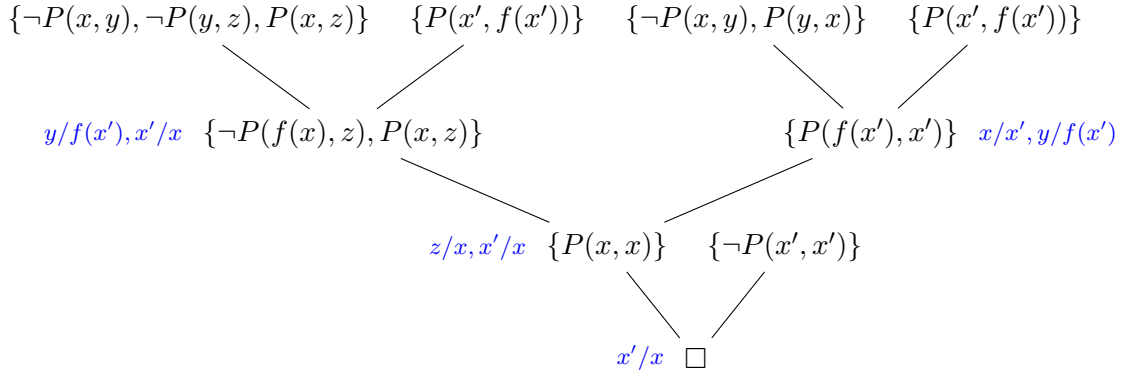 {¬P(x, y), ¬P(y, z), P(x, z)} {P(x′, f(x′))} {¬P(x, y), P(y, x)} {P(x′, f(x′))}
y/f(x′), x′/x {¬P(f(x), z), P(x, z)} {P(f(x′), x′)} x/x′, y/f(x′)
z/x, x′/x {P(x, x)} {¬P(x′, x′)}
x′/x □